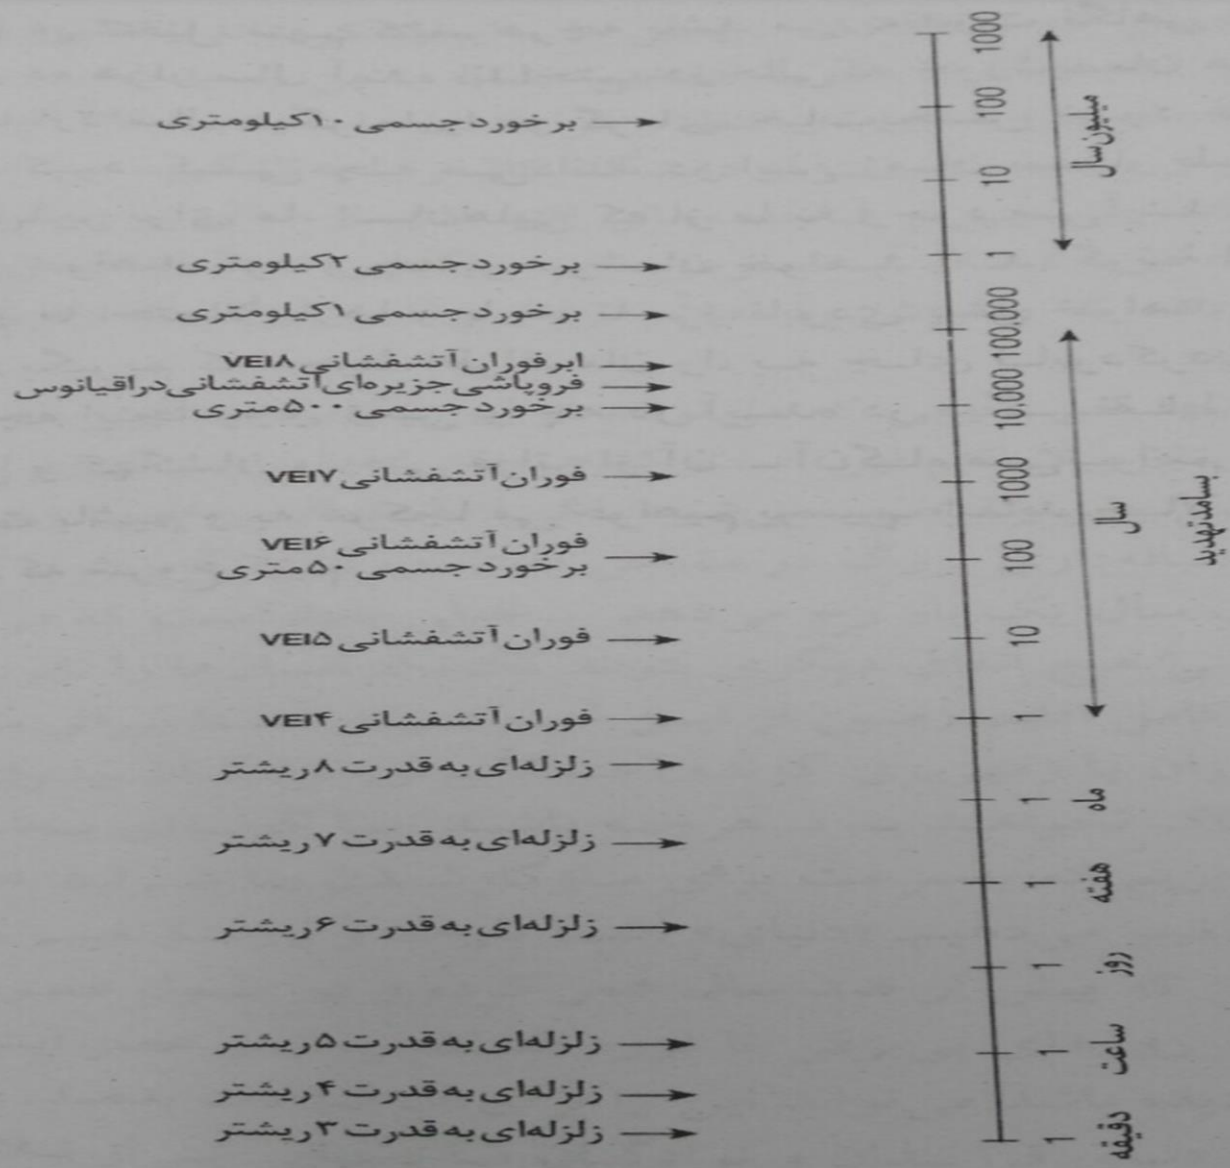 برخورد جسمی ۱۰کیلومتری
برخورد جسمی ۲کیلومتری
برخورد جسمی ۱کیلومتری
ابرفوران آتشفشانی VEI۸
فروپاشی جزیره‌ای آتشفشانی در اقیانوس
برخورد جسمی ۵۰۰متری
فوران آتشفشانی VEI۷
فوران آتشفشانی VEI۶
برخورد جسمی ۵۰متری
فوران آتشفشانی VEI۵
فوران آتشفشانی VEI۴
زلزله‌ای به قدرت ۸ ریشتر
زلزله‌ای به قدرت ۷ ریشتر
زلزله‌ای به قدرت ۶ ریشتر
زلزله‌ای به قدرت ۵ ریشتر
زلزله‌ای به قدرت ۴ ریشتر
زلزله‌ای به قدرت ۳ ریشتر
1000
100
10
1
100,000
10,000
1000
100
10
1
1
1
1
1
1
میلیون سال
سال
ماه
هفته
روز
ساعت
دقیقه
بسامد تهدید